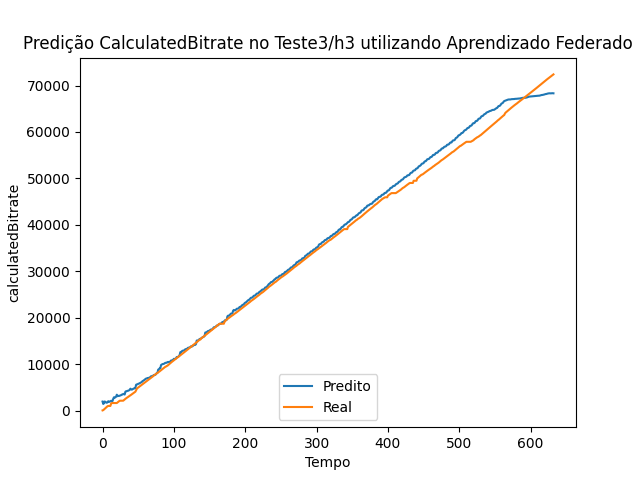 Predição CalculatedBitrate no Teste3/h3 utilizando Aprendizado Federado
70000
60000
50000
40000
30000
20000
10000
0
calculatedBitrate
Predito
Real
0 100 200 300 400 500 600
Tempo